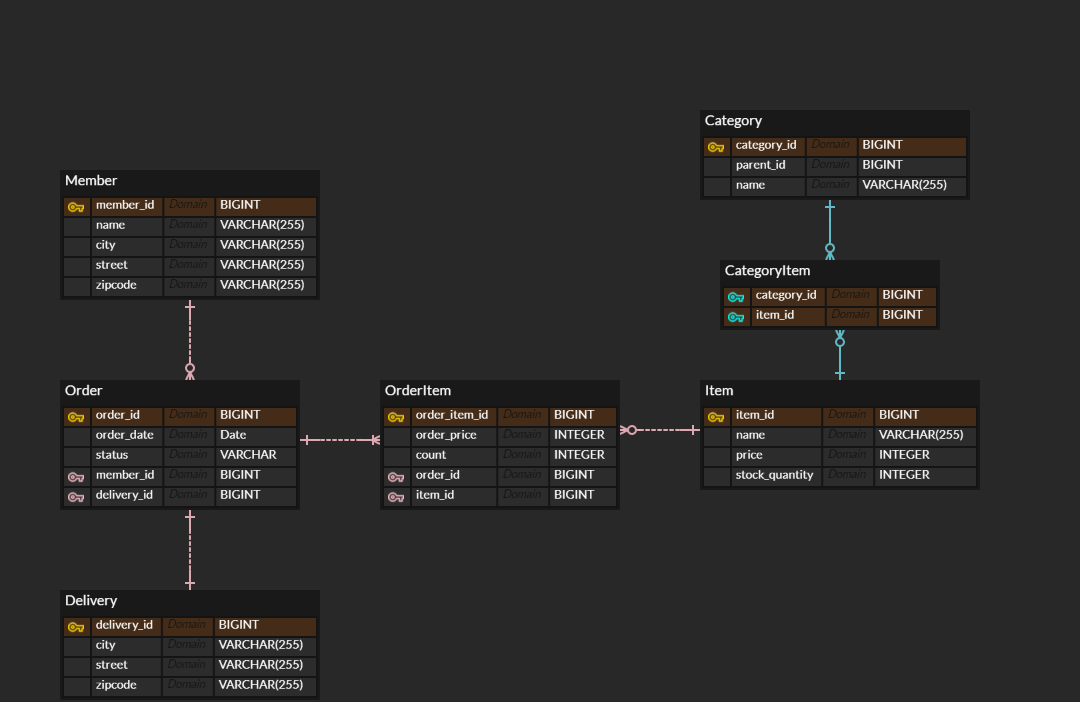 Category
category_id Domain BIGINT
parent_id Domain BIGINT
name Domain VARCHAR(255)
Member
member_id Domain BIGINT
name Domain VARCHAR(255)
city Domain VARCHAR(255)
street Domain VARCHAR(255)
zipcode Domain VARCHAR(255)
CategoryItem
category_id Domain BIGINT
item_id Domain BIGINT
Order
order_id Domain BIGINT
order_date Domain Date
status Domain VARCHAR
member_id Domain BIGINT
delivery_id Domain BIGINT
OrderItem
order_item_id Domain BIGINT
order_price Domain INTEGER
count Domain INTEGER
order_id Domain BIGINT
item_id Domain BIGINT
Item
item_id Domain BIGINT
name Domain VARCHAR(255)
price Domain INTEGER
stock_quantity Domain INTEGER
Delivery
delivery_id Domain BIGINT
city Domain VARCHAR(255)
street Domain VARCHAR(255)
zipcode Domain VARCHAR(255)